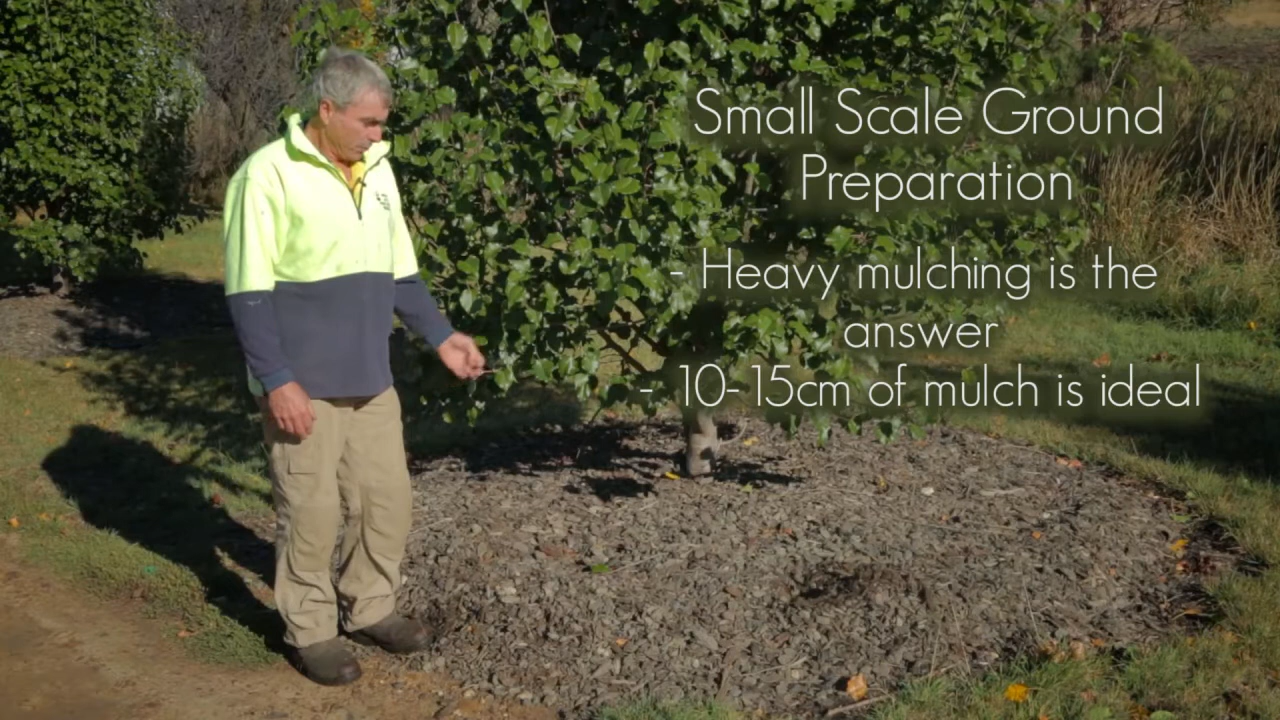 Small Scale Ground
Preparation
- Heavy mulching is the
answer
- 10-15cm of mulch is ideal